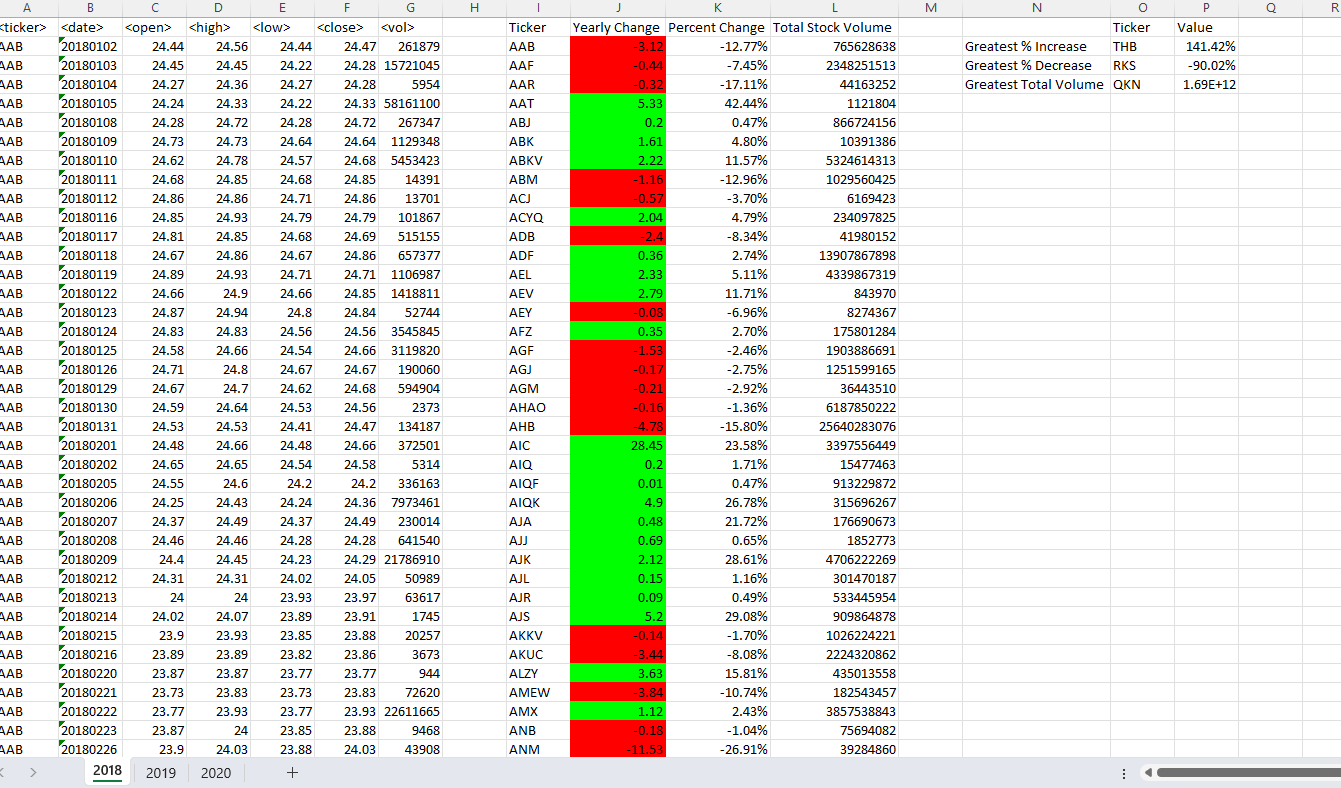 A B C D E F G H I J K L M N O P Q R
<ticker> <date> <open> <high> <low> <close> <vol> Ticker Yearly Change Percent Change Total Stock Volume Ticker Value
AAB 20180102 24.44 24.56 24.44 24.47 261879 AAB -3.12 -12.77% 765628638 Greatest % Increase THB 141.42%
AAB 20180103 24.45 24.45 24.22 24.28 15721045 AAF -0.44 -7.45% 2348251513 Greatest % Decrease RKS -90.02%
AAB 20180104 24.27 24.36 24.27 24.28 5954 AAR -0.32 -17.11% 44163252 Greatest Total Volume QKN 1.69E+12
AAB 20180105 24.24 24.33 24.22 24.33 58161100 AAT 5.33 42.44% 1121804
AAB 20180108 24.28 24.72 24.28 24.72 267347 ABJ 0.2 0.47% 866724156
AAB 20180109 24.73 24.73 24.64 24.64 1129348 ABK 1.61 4.80% 10391386
AAB 20180110 24.62 24.78 24.57 24.68 5453423 ABKV 2.22 11.57% 5324614313
AAB 20180111 24.68 24.85 24.68 24.85 14391 ABM -1.16 -12.96% 1029560425
AAB 20180112 24.86 24.86 24.71 24.86 13701 ACJ -0.57 -3.70% 6169423
AAB 20180116 24.85 24.93 24.79 24.79 101867 ACYQ 2.04 4.79% 234097825
AAB 20180117 24.81 24.85 24.68 24.69 515155 ADB -2.4 -8.34% 41980152
AAB 20180118 24.67 24.86 24.67 24.86 657377 ADF 0.36 2.74% 13907867898
AAB 20180119 24.89 24.93 24.71 24.71 1106987 AEL 2.33 5.11% 4339867319
AAB 20180122 24.66 24.9 24.66 24.85 1418811 AEV 2.79 11.71% 843970
AAB 20180123 24.87 24.94 24.8 24.84 52744 AEY -0.08 -6.96% 8274367
AAB 20180124 24.83 24.83 24.56 24.56 3545845 AFZ 0.35 2.70% 175801284
AAB 20180125 24.58 24.66 24.54 24.66 3119820 AGF -1.53 -2.46% 1903886691
AAB 20180126 24.71 24.8 24.67 24.67 190060 AGJ -0.17 -2.75% 1251599165
AAB 20180129 24.67 24.7 24.62 24.68 594904 AGM -0.21 -2.92% 36443510
AAB 20180130 24.59 24.64 24.53 24.56 2373 AHAO -0.16 -1.36% 6187850222
AAB 20180131 24.53 24.53 24.41 24.47 134187 AHB -4.78 -15.80% 25640283076
AAB 20180201 24.48 24.66 24.48 24.66 372501 AIC 28.45 23.58% 3397556449
AAB 20180202 24.65 24.65 24.54 24.58 5314 AIQ 0.2 1.71% 15477463
AAB 20180205 24.55 24.6 24.2 24.2 336163 AIQF 0.01 0.47% 913229872
AAB 20180206 24.25 24.43 24.24 24.36 7973461 AIQK 4.9 26.78% 315696267
AAB 20180207 24.37 24.49 24.37 24.49 230014 AJA 0.48 21.72% 176690673
AAB 20180208 24.46 24.46 24.28 24.28 641540 AJJ 0.69 0.65% 1852773
AAB 20180209 24.4 24.45 24.23 24.29 21786910 AJK 2.12 28.61% 4706222269
AAB 20180212 24.31 24.31 24.02 24.05 50989 AJL 0.15 1.16% 301470187
AAB 20180213 24 24 23.93 23.97 63617 AJR 0.09 0.49% 533445954
AAB 20180214 24.02 24.07 23.89 23.91 1745 AJS 5.2 29.08% 909864878
AAB 20180215 23.9 23.93 23.85 23.88 20257 AKKV -0.14 -1.70% 1026224221
AAB 20180216 23.89 23.89 23.82 23.86 3673 AKUC -3.44 -8.08% 2224320862
AAB 20180220 23.87 23.87 23.77 23.77 944 ALZY 3.63 15.81% 435013558
AAB 20180221 23.73 23.83 23.73 23.83 72620 AMEW -3.84 -10.74% 182543457
AAB 20180222 23.77 23.93 23.77 23.93 22611665 AMX 1.12 2.43% 3857538843
AAB 20180223 23.87 24 23.85 23.88 9468 ANB -0.18 -1.04% 75694082
AAB 20180226 23.9 24.03 23.88 24.03 43908 ANM -11.53 -26.91% 39284860
2018 2019 2020